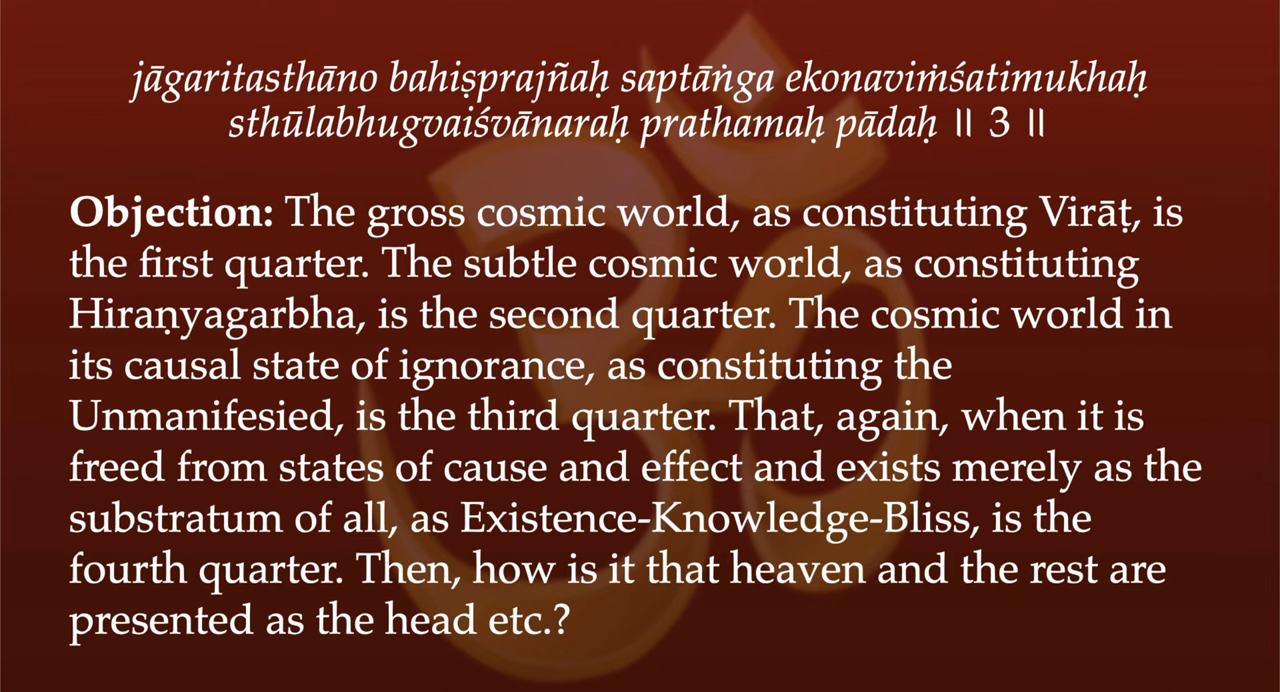 jāgaritasthāno bahiṣprajñaḥ saptāṅga ekonaviṁśatimukhaḥ
sthūlabhugvaiśvānaraḥ prathamaḥ pādaḥ ॥ 3 ॥
Objection: The gross cosmic world, as constituting Virāṭ, is
the first quarter. The subtle cosmic world, as constituting
Hiraṇyagarbha, is the second quarter. The cosmic world in
its causal state of ignorance, as constituting the
Unmanifesied, is the third quarter. That, again, when it is
freed from states of cause and effect and exists merely as the
substratum of all, as Existence-Knowledge-Bliss, is the
fourth quarter. Then, how is it that heaven and the rest are
presented as the head etc.?